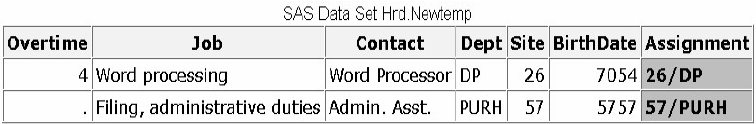 SAS Data Set Hrd.Newtemp
Overtime Job Contact Dept Site BirthDate Assignment
4 Word processing Word Processor DP 26 7054 26/DP
. Filing, administrative duties Admin. Asst. PURH 57 5757 57/PURH